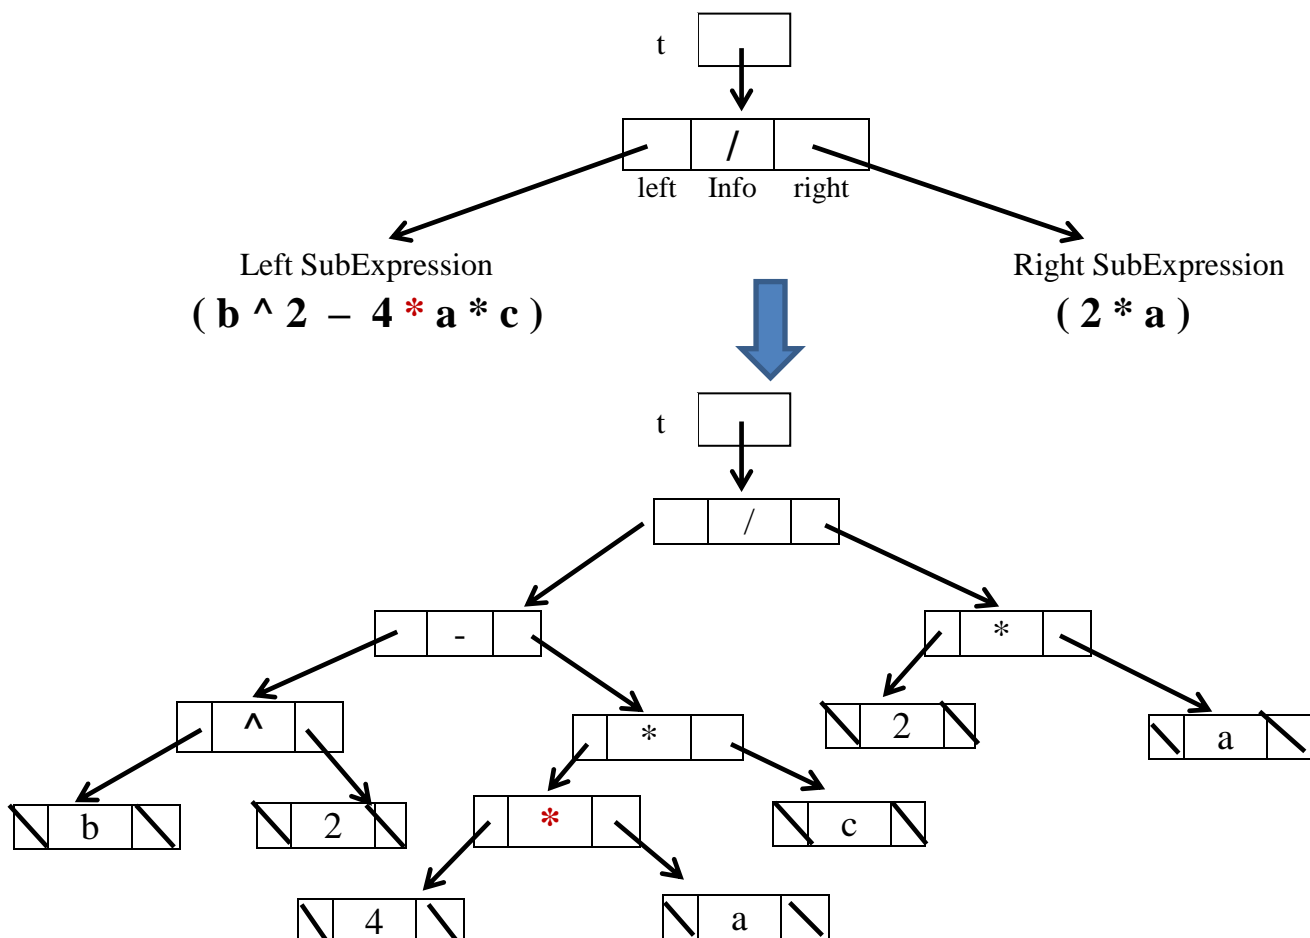 t
/
left Info right
Left SubExpression Right SubExpression
( b ^ 2 – 4 * a * c ) ( 2 * a )
t
/
- *
^ * 2 a
b 2 * c
4 a